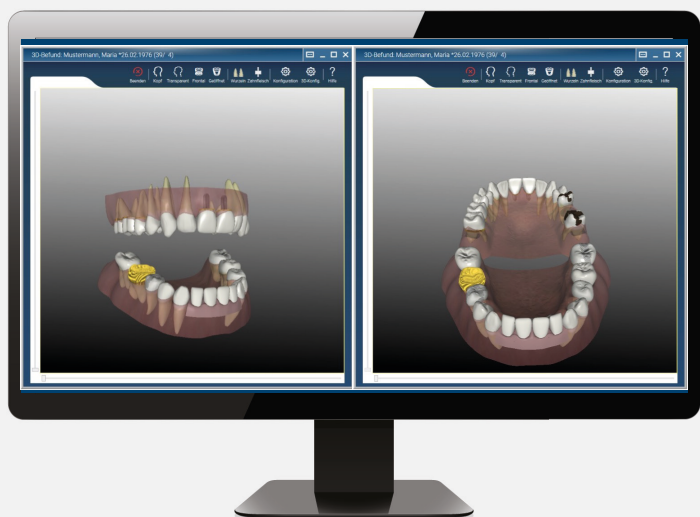 3D-Befund: Mustermann, Maria *26.02.1976 (39/ 4)
Beenden Kopf Transparent Frontal Geöffnet Wurzeln Zahnfleisch Konfiguration 3D-Konfig. Hilfe
3D-Befund: Mustermann, Maria *26.02.1976 (39/ 4)
Beenden Kopf Transparent Frontal Geöffnet Wurzeln Zahnfleisch Konfiguration 3D-Konfig. Hilfe